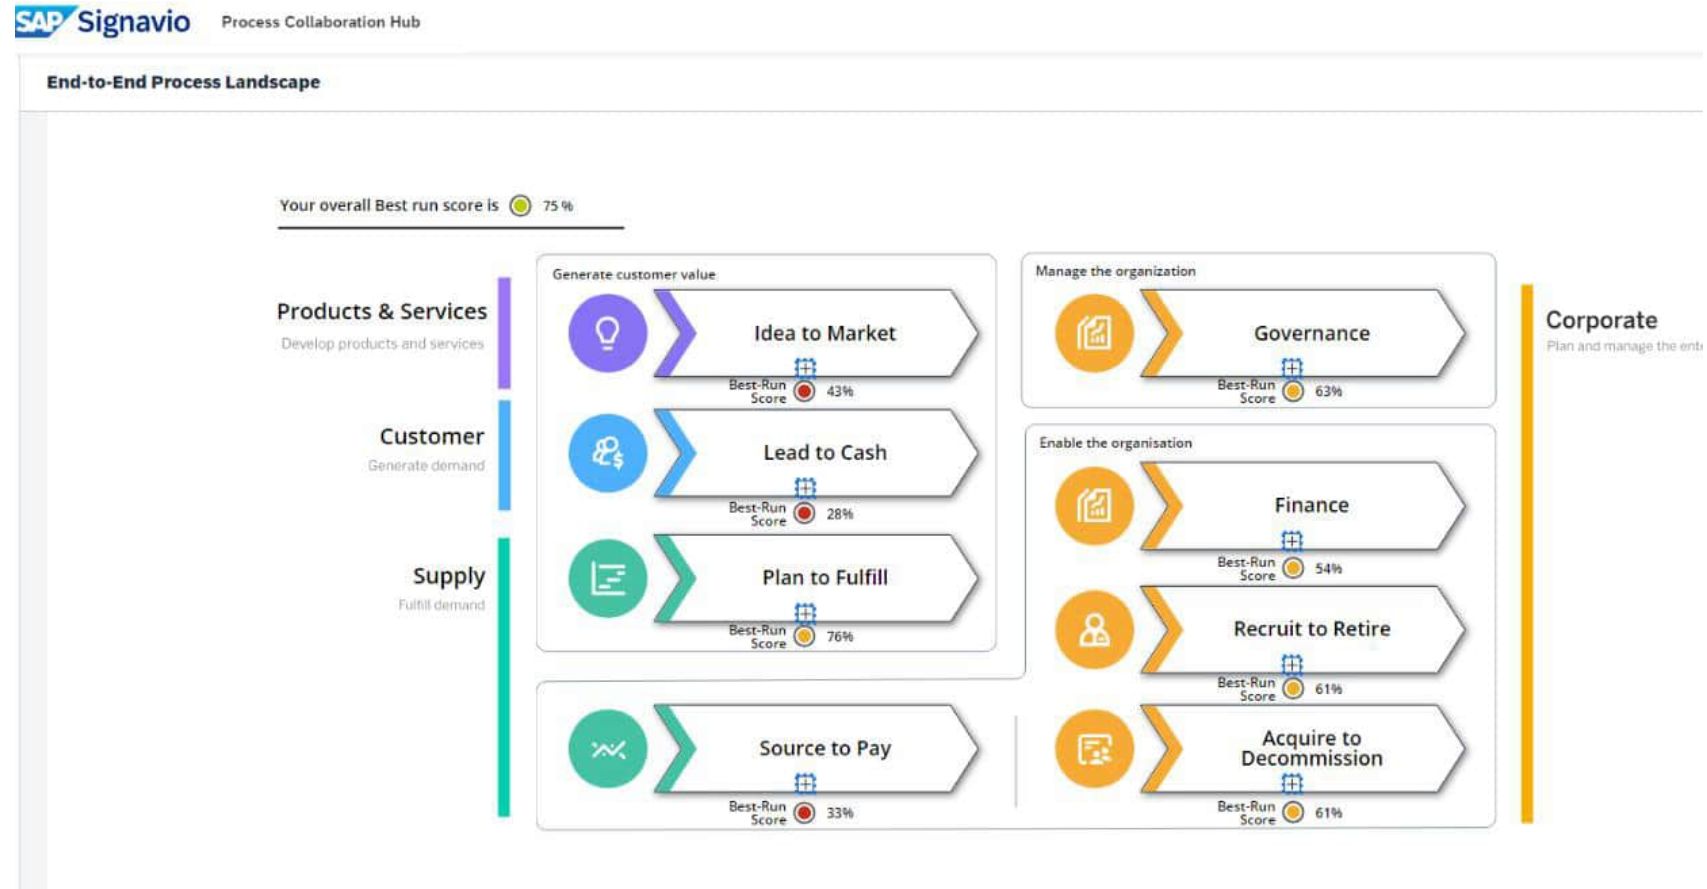 SAP Signavio Process Collaboration Hub
End-to-End Process Landscape
Your overall Best run score is 75 %
Products & Services
Develop products and services
Customer
Generate demand
Supply
Fulfill demand
Generate customer value
Idea to Market
Best-Run
Score 43%
Lead to Cash
Best-Run
Score 28%
Plan to Fulfill
Best-Run
Score 76%
Source to Pay
Best-Run
Score 33%
Manage the organization
Governance
Best-Run
Score 63%
Enable the organisation
Finance
Best-Run
Score 54%
Recruit to Retire
Best-Run
Score 61%
Acquire to
Decommission
Best-Run
Score 61%
Corporate
Plan and manage the